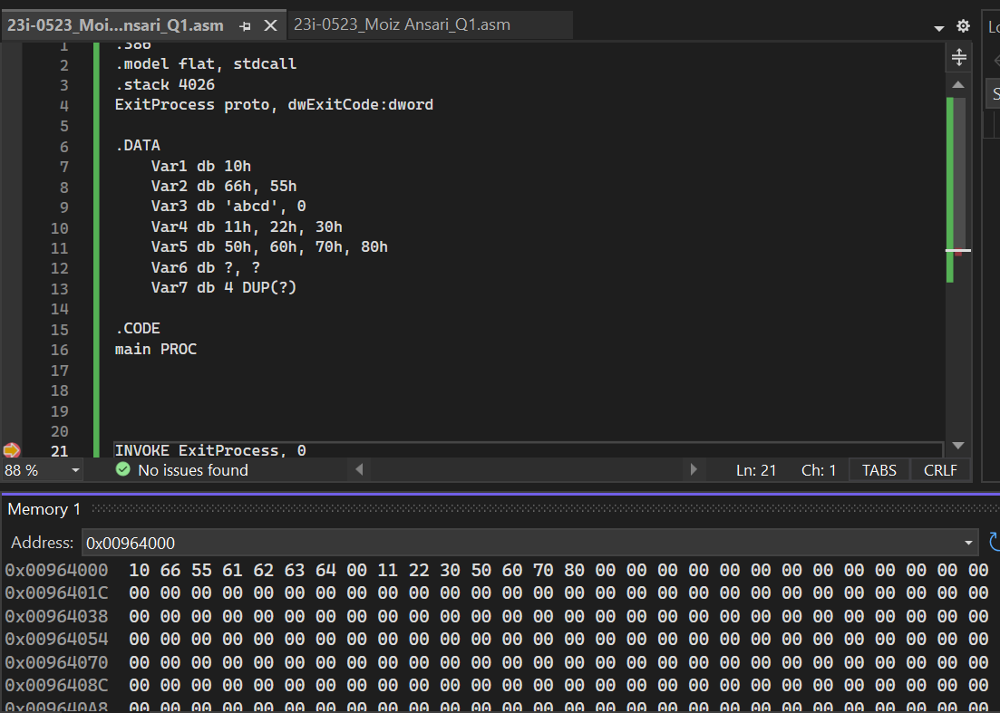 23i-0523_Moi...nsari_Q1.asm
23i-0523_Moiz Ansari_Q1.asm
1 .386
2 .model flat, stdcall
3 .stack 4026
4 ExitProcess proto, dwExitCode:dword
5
6 .DATA
7 Var1 db 10h
8 Var2 db 66h, 55h
9 Var3 db 'abcd', 0
10 Var4 db 11h, 22h, 30h
11 Var5 db 50h, 60h, 70h, 80h
12 Var6 db ?, ?
13 Var7 db 4 DUP(?)
14
15 .CODE
16 main PROC
17
18
19
20
21 INVOKE ExitProcess, 0
88 % No issues found Ln: 21 Ch: 1 TABS CRLF
Memory 1
Address: 0x00964000
0x00964000 10 66 55 61 62 63 64 00 11 22 30 50 60 70 80 00 00 00 00 00 00 00 00 00 00 00 00 00
0x0096401C 00 00 00 00 00 00 00 00 00 00 00 00 00 00 00 00 00 00 00 00 00 00 00 00 00 00 00 00
0x00964038 00 00 00 00 00 00 00 00 00 00 00 00 00 00 00 00 00 00 00 00 00 00 00 00 00 00 00 00
0x00964054 00 00 00 00 00 00 00 00 00 00 00 00 00 00 00 00 00 00 00 00 00 00 00 00 00 00 00 00
0x00964070 00 00 00 00 00 00 00 00 00 00 00 00 00 00 00 00 00 00 00 00 00 00 00 00 00 00 00 00
0x0096408C 00 00 00 00 00 00 00 00 00 00 00 00 00 00 00 00 00 00 00 00 00 00 00 00 00 00 00 00
0x009640A8 00 00 00 00 00 00 00 00 00 00 00 00 00 00 00 00 00 00 00 00 00 00 00 00 00 00 00 00